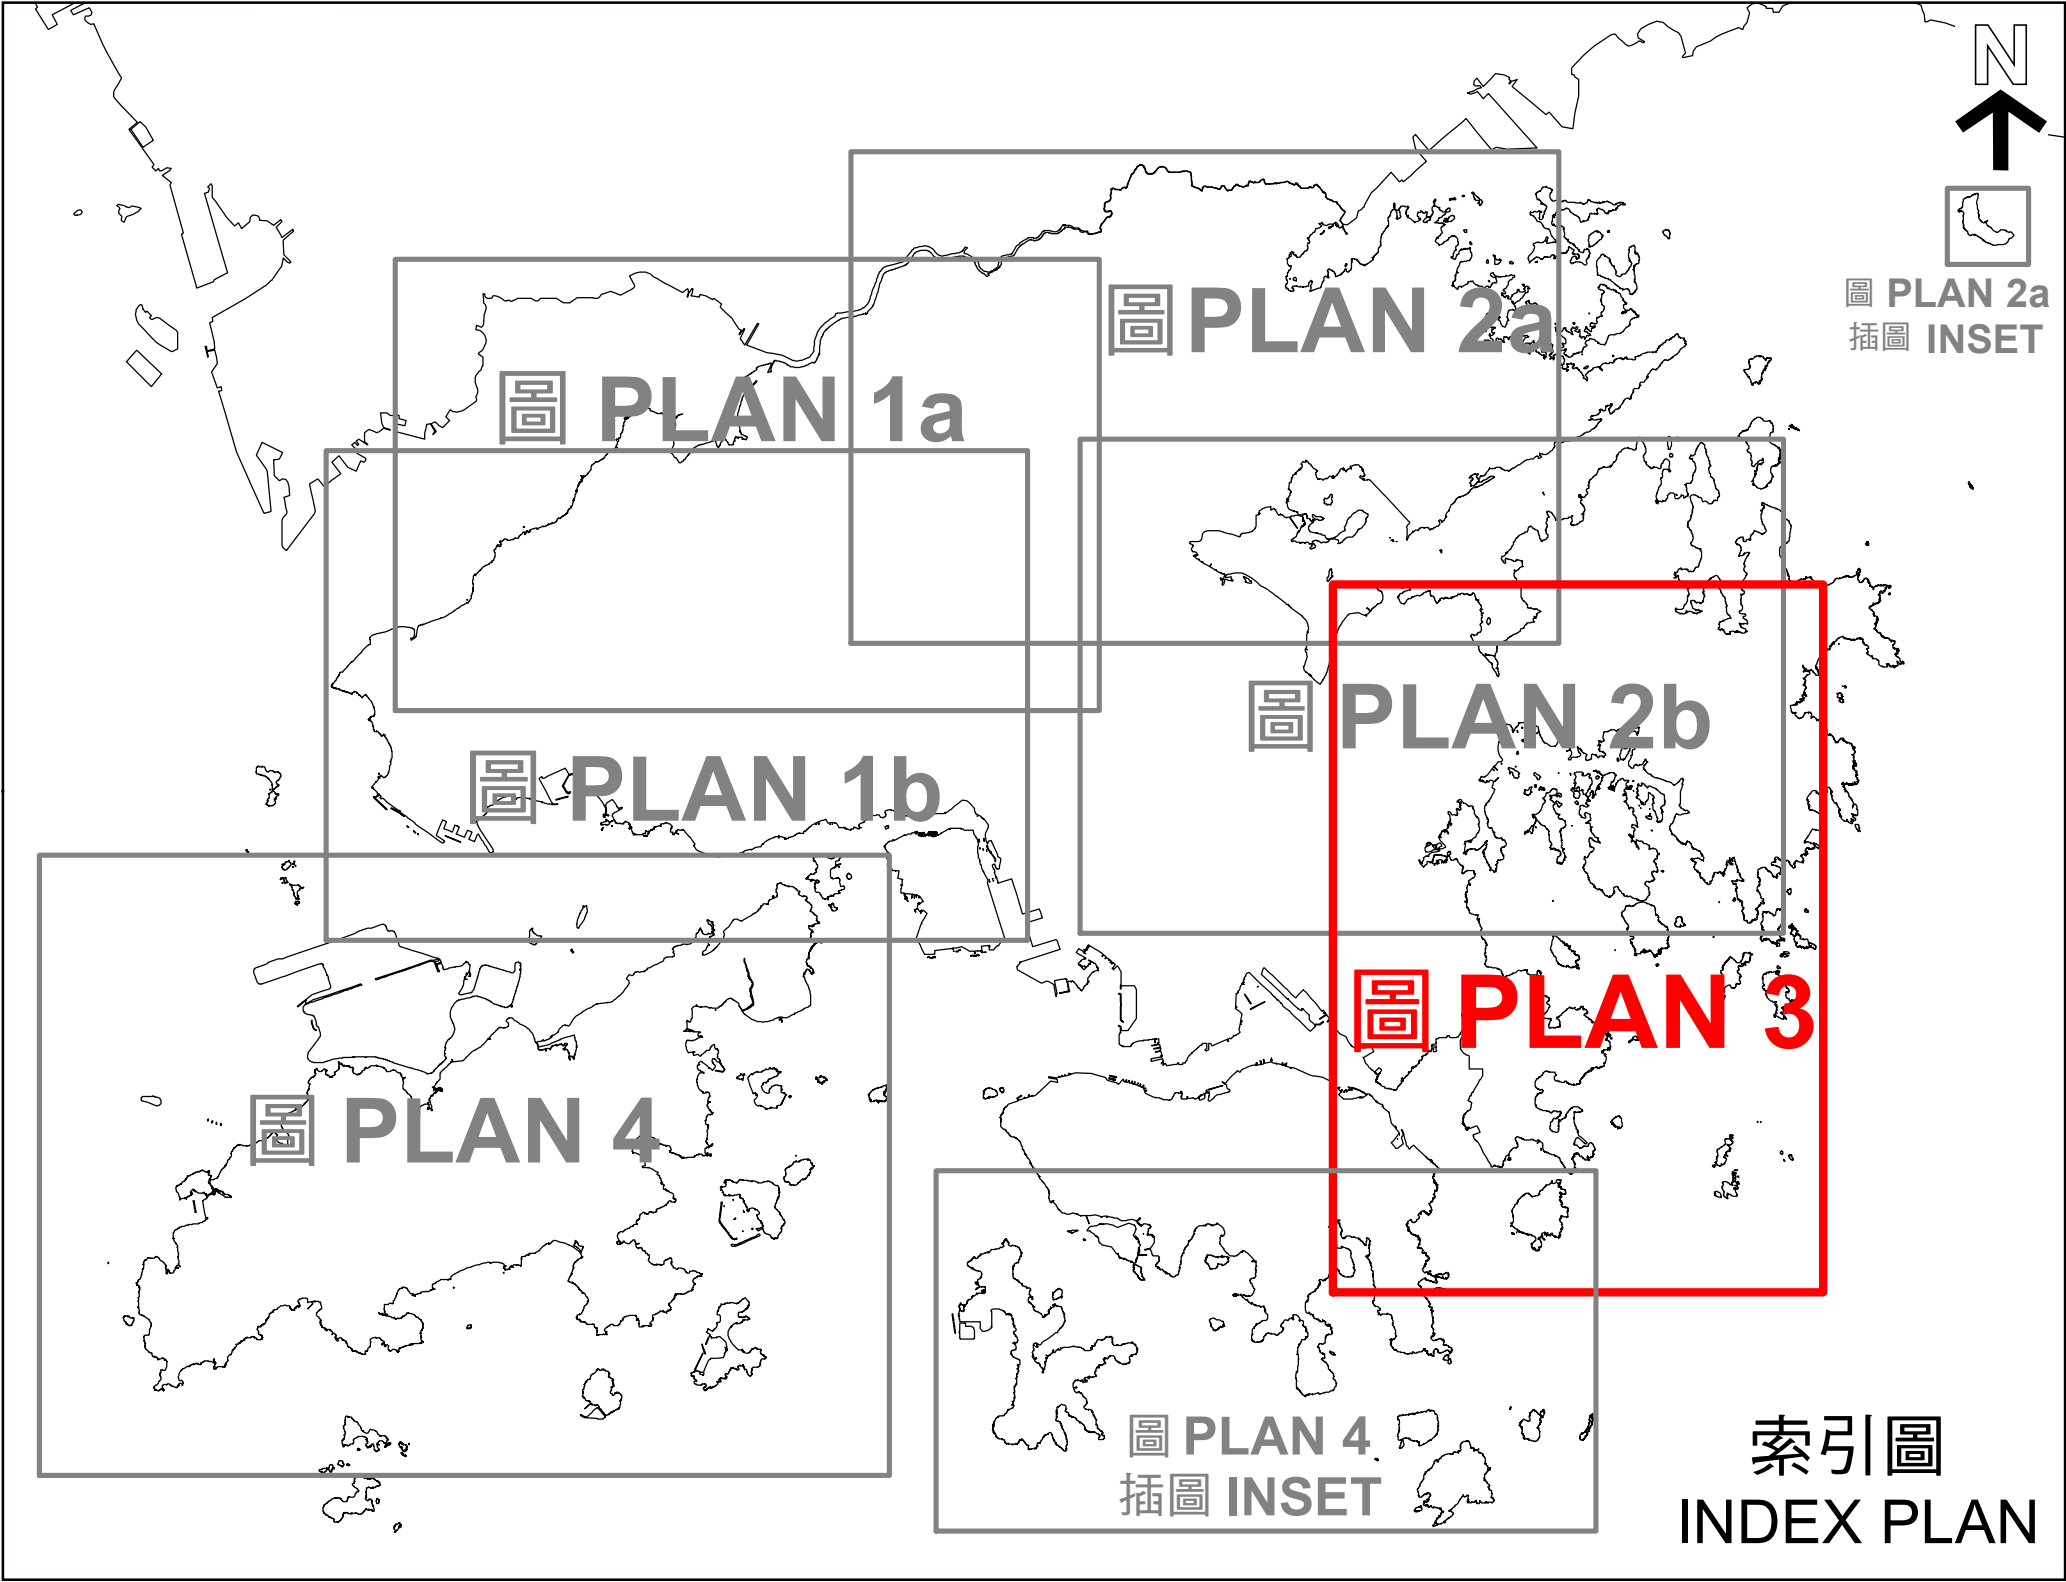 N
圖 PLAN 2a
插圖 INSET
圖 PLAN 2a
圖 PLAN 1a
圖 PLAN 2b
圖 PLAN 1b
圖 PLAN 3
圖 PLAN 4
圖 PLAN 4
插圖 INSET
索引圖
INDEX PLAN